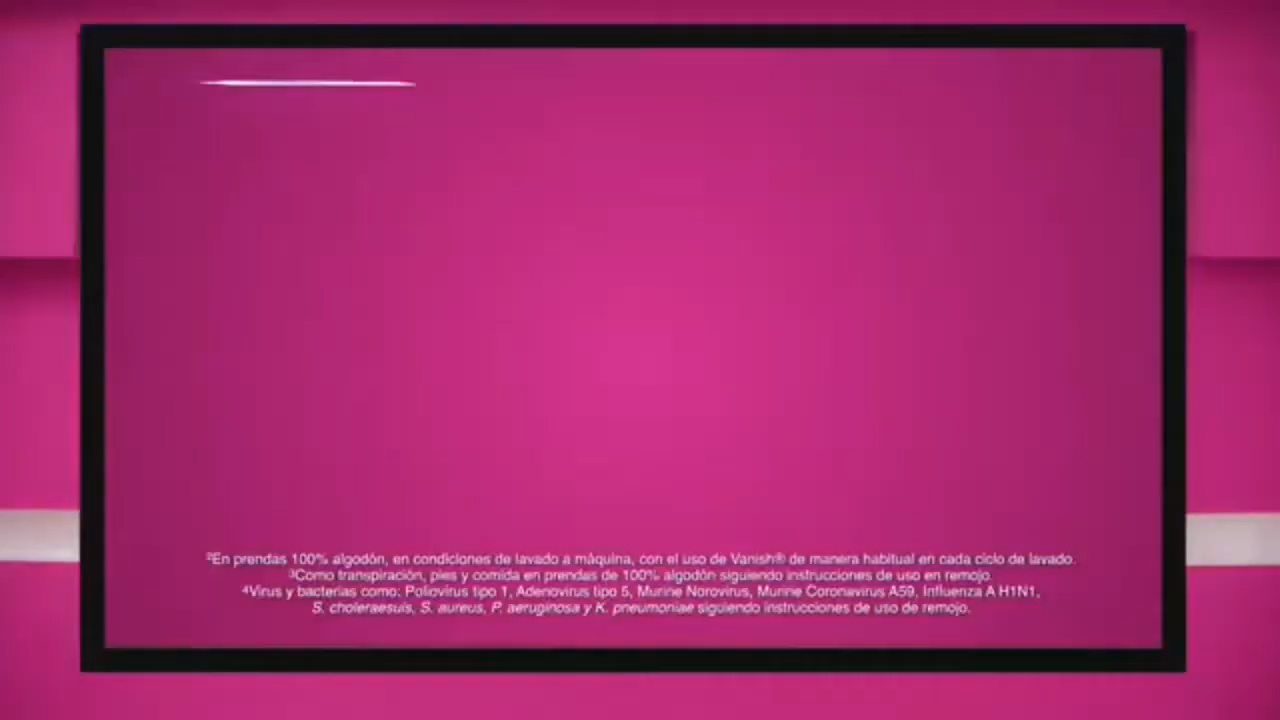 ²En prendas 100% algodón, en condiciones de lavado a máquina, con el uso de Vanish® de manera habitual en cada ciclo de lavado.
³Como transpiración, pies y comida en prendas de 100% algodón siguiendo instrucciones de uso en remojo.
⁴Virus y bacterias como: Poliovirus tipo 1, Adenovirus tipo 5, Murine Norovirus, Murine Coronavirus A59, Influenza A H1N1,
S. choleraesuis, S. aureus, P. aeruginosa y K. pneumoniae siguiendo instrucciones de uso de remojo.